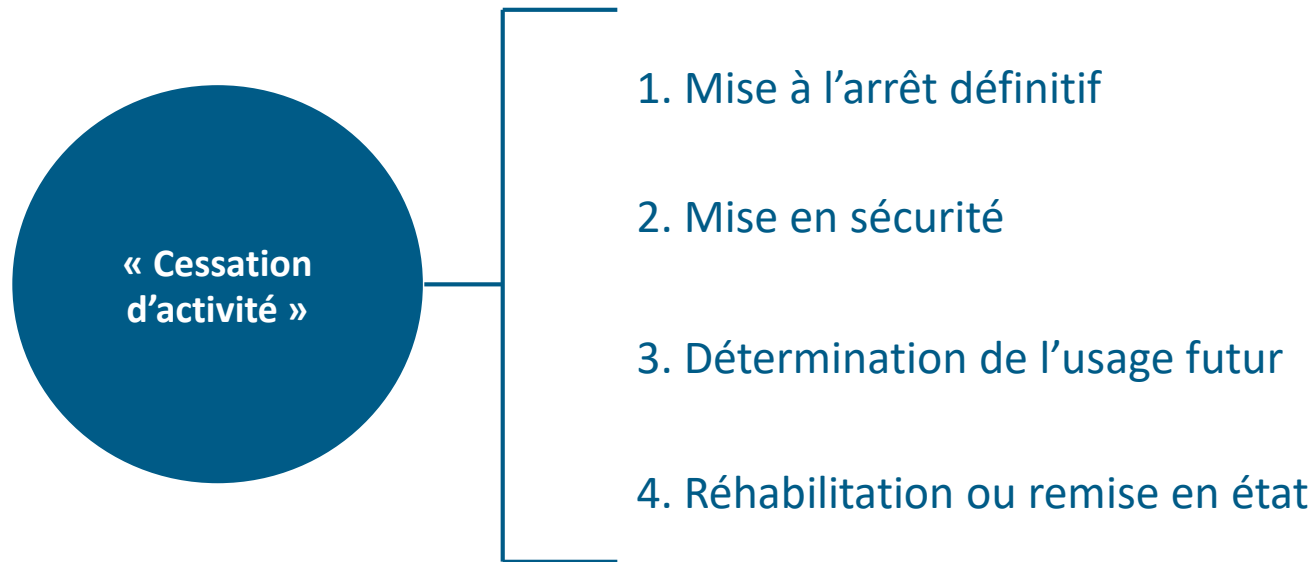 « Cessation
d’activité »
1. Mise à l’arrêt définitif
2. Mise en sécurité
3. Détermination de l’usage futur
4. Réhabilitation ou remise en état